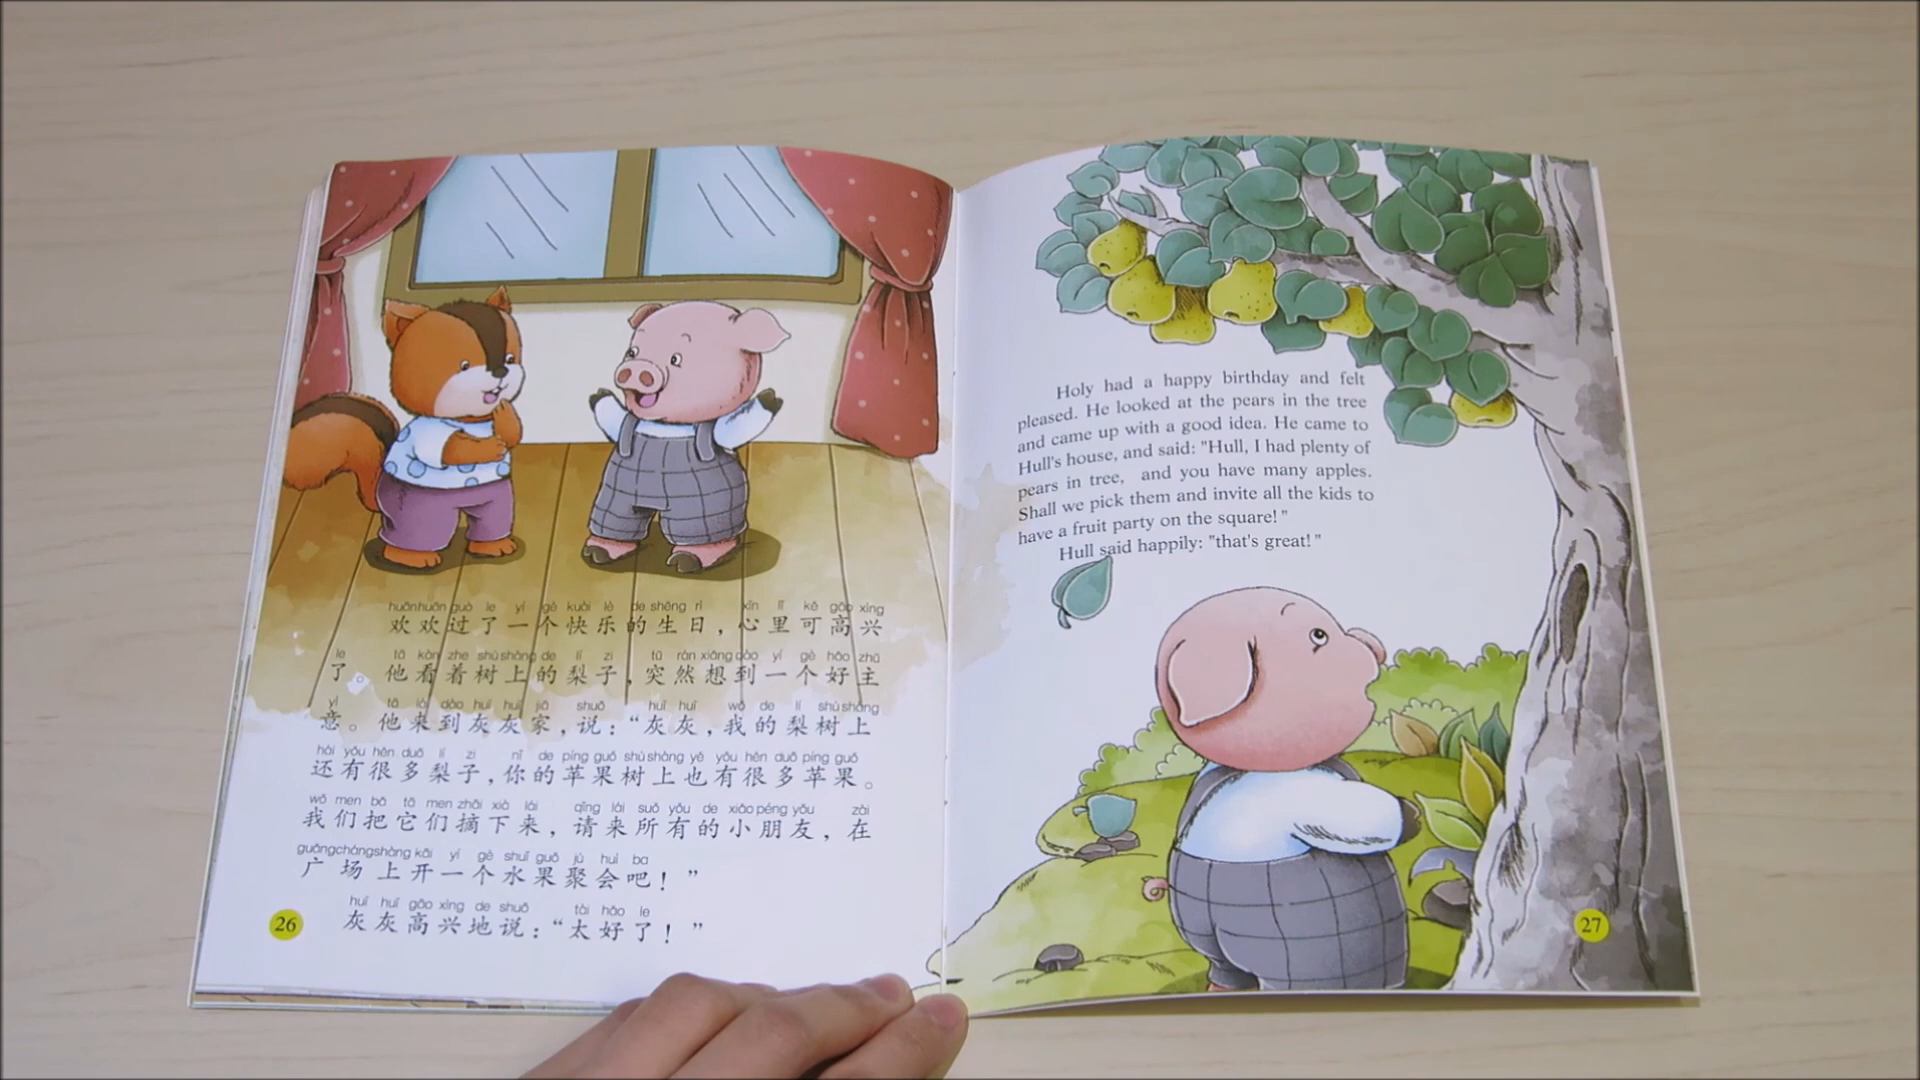 huānhuān guò le yí gè kuài lè de shēng rì xīn lǐ kě gāo xìng
欢欢过了一个快乐的生日，心里可高兴
le tā kàn zhe shù shàng de lí zi tū rán xiǎng dào yí gè hǎo zhǔ
了。他看着树上的梨子，突然想到一个好主
yì tā lái dào huī huī jiā shuō huī huī wǒ de lí shù shàng
意。他来到灰灰家，说：“灰灰，我的梨树上
hái yǒu hěn duō lí zi nǐ de píng guǒ shù shàng yě yǒu hěn duō píng guǒ
还有很多梨子，你的苹果树上也有很多苹果。
wǒ men bǎ tā men zhāi xià lái qǐng lái suǒ yǒu de xiǎo péng yǒu zài
我们把它们摘下来，请来所有的小朋友，在
guǎngchǎngshàng kāi yí gè shuǐ guǒ jù huì ba
广场上开一个水果聚会吧！”
huī huī gāo xìng de shuō tài hǎo le
灰灰高兴地说：“太好了！”
26
Holy had a happy birthday and felt
pleased. He looked at the pears in the tree
and came up with a good idea. He came to
Hull's house, and said: "Hull, I had plenty of
pears in tree, and you have many apples.
Shall we pick them and invite all the kids to
have a fruit party on the square!"
Hull said happily: "that's great!"
27